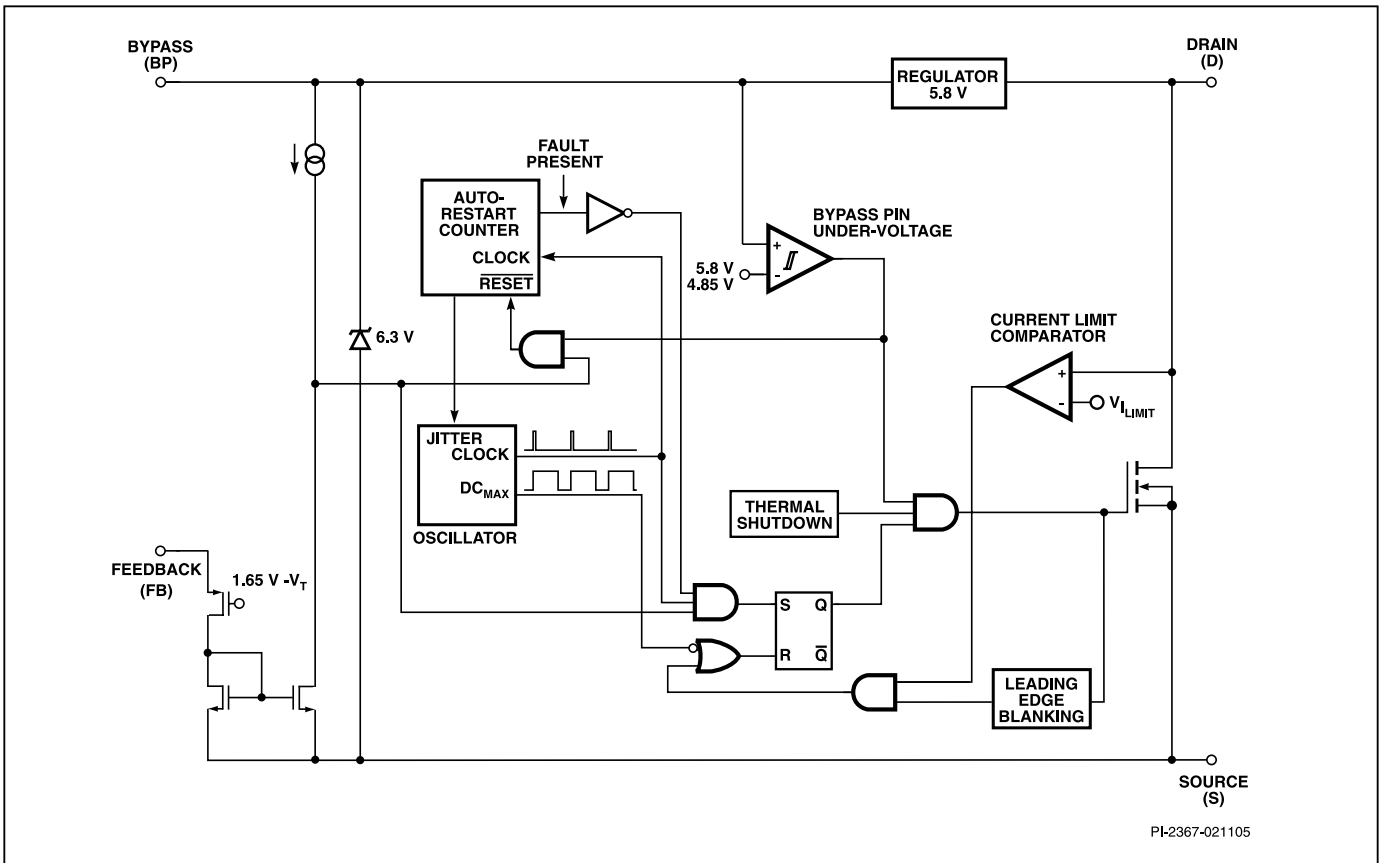 BYPASS
(BP)
DRAIN
(D)
REGULATOR
5.8 V
FAULT
PRESENT
AUTO-
RESTART
COUNTER
CLOCK
RESET
BYPASS PIN
UNDER-VOLTAGE
+
-
5.8 V
4.85 V
6.3 V
CURRENT LIMIT
COMPARATOR
+
-
VILIMIT
JITTER
CLOCK
DCMAX
OSCILLATOR
THERMAL
SHUTDOWN
FEEDBACK
(FB)
1.65 V -VT
S Q
R Q
LEADING
EDGE
BLANKING
SOURCE
(S)
PI-2367-021105